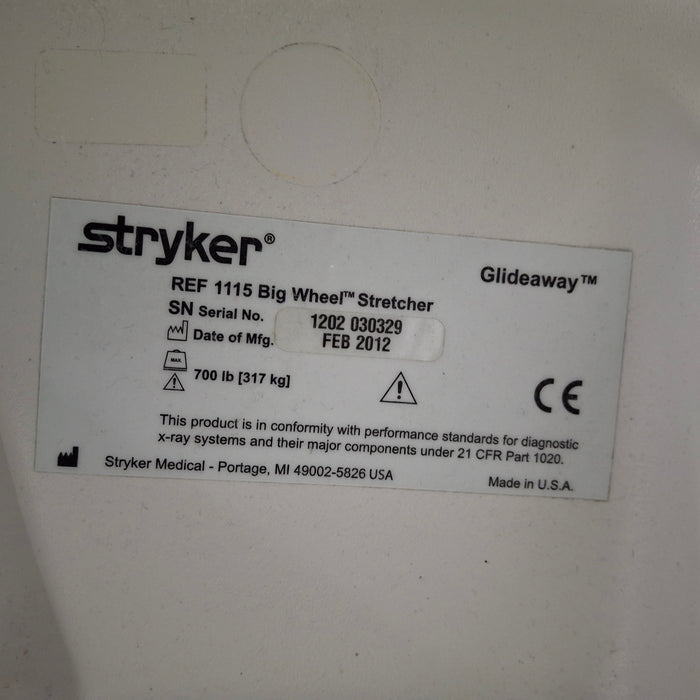 stryker®
Glideaway™
REF 1115 Big Wheel™ Stretcher
SN Serial No. 1202 030329
Date of Mfg. FEB 2012
MAX.
700 lb [317 kg]
CE
This product is in conformity with performance standards for diagnostic
x-ray systems and their major components under 21 CFR Part 1020.
Stryker Medical - Portage, MI 49002-5826 USA
Made in U.S.A.